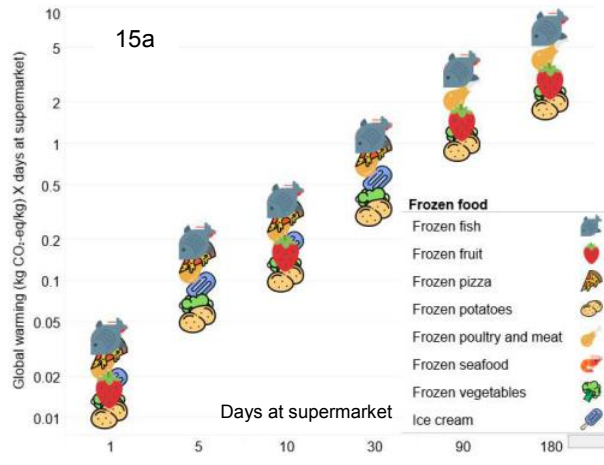 15a
Global warming (kg CO₂-eq/kg) X days at supermarket)
10
5
2
1
0.5
0.2
0.1
0.05
0.02
0.01
Frozen food
Frozen fish
Frozen fruit
Frozen pizza
Frozen potatoes
Frozen poultry and meat
Frozen seafood
Frozen vegetables
Ice cream
Days at supermarket
1 5 10 30 90 180